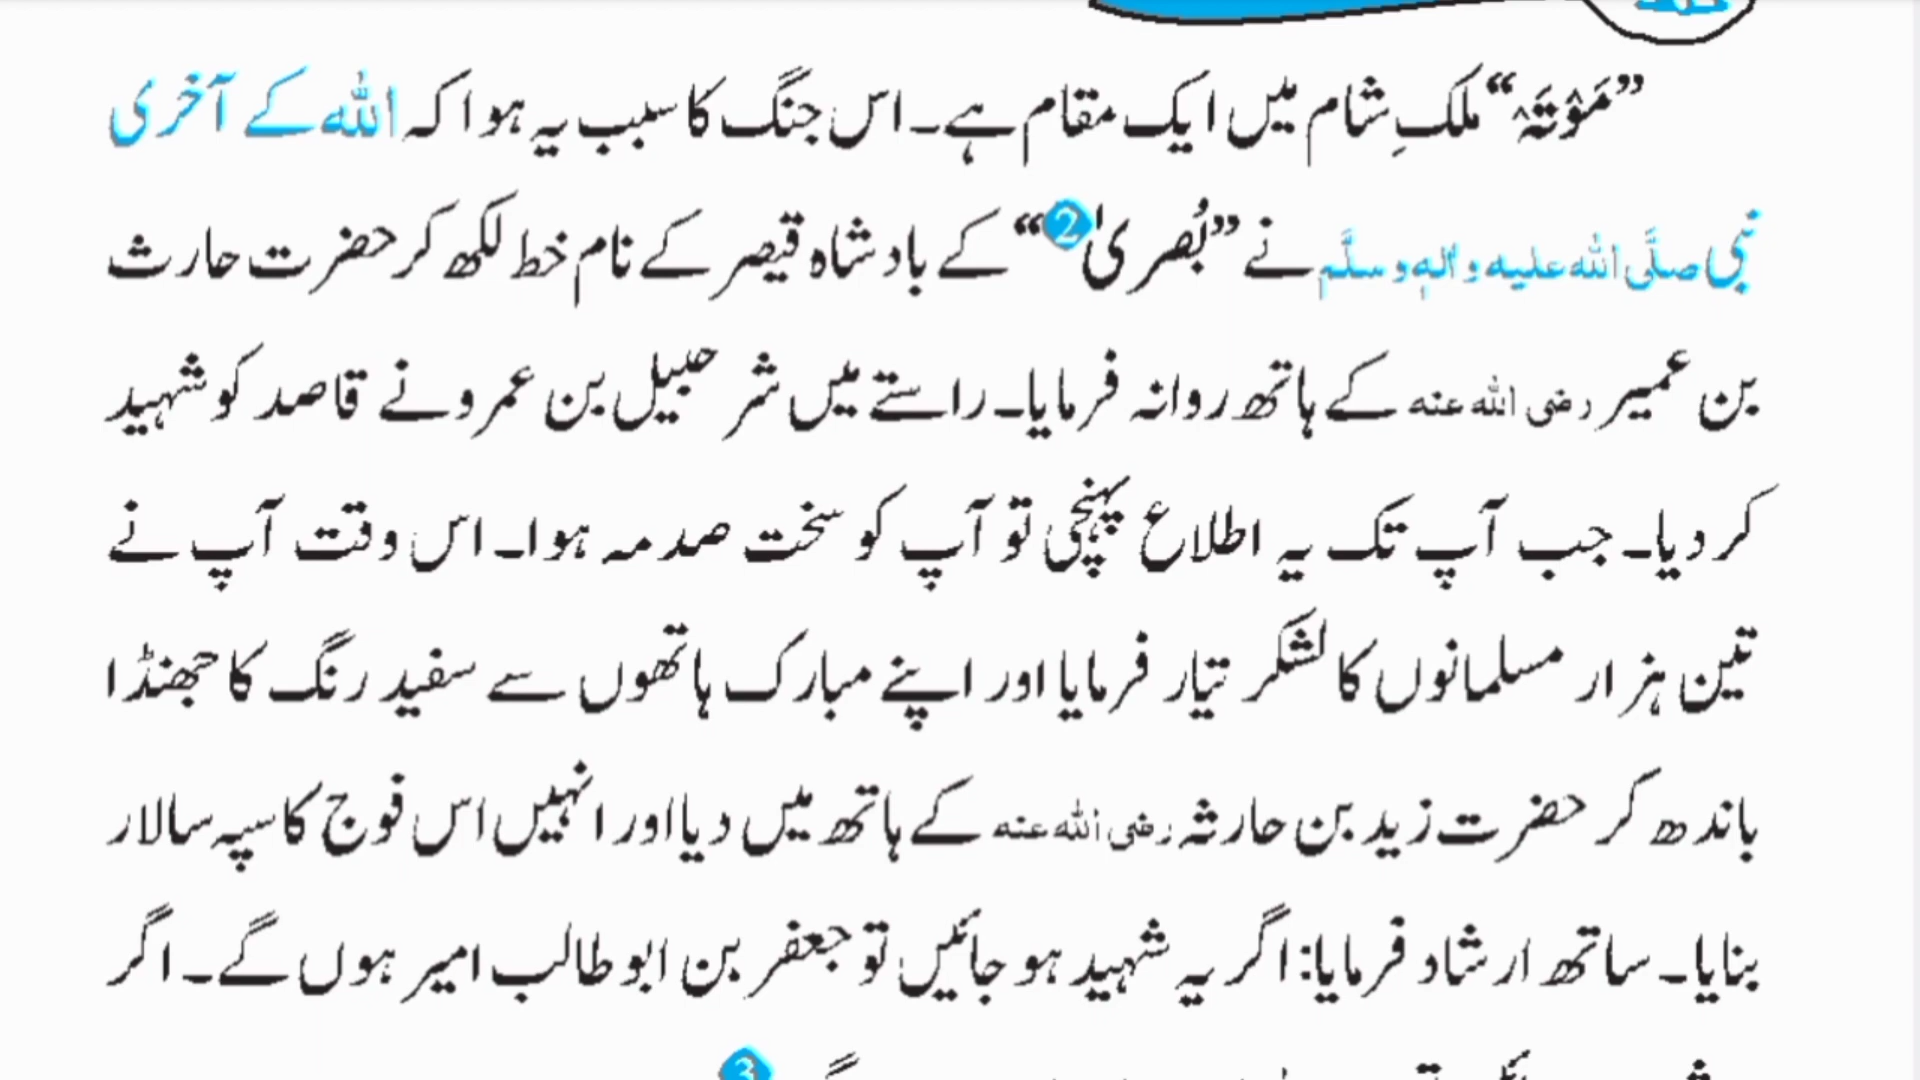 ”مَوْتَہ“ ملکِ شام میں ایک مقام ہے۔ اس جنگ کا سبب یہ ہوا کہ اللہ کے آخری
نبی صلَّی اللہ علیہ واٰلہٖ وسلَّم نے ”بُصریٰ2“ کے بادشاہ قیصر کے نام خط لکھ کر حضرت حارث
بن عمیر رضی اللہ عنہ کے ہاتھ روانہ فرمایا۔ راستے میں شرحبیل بن عمرو نے قاصد کو شہید
کر دیا۔ جب آپ تک یہ اطلاع پہنچی تو آپ کو سخت صدمہ ہوا۔ اس وقت آپ نے
تین ہزار مسلمانوں کا لشکر تیار فرمایا اور اپنے مبارک ہاتھوں سے سفید رنگ کا جھنڈا
باندھ کر حضرت زید بن حارثہ رضی اللہ عنہ کے ہاتھ میں دیا اور انہیں اس فوج کا سپہ سالار
بنایا۔ ساتھ ارشاد فرمایا: اگر یہ شہید ہو جائیں تو جعفر بن ابو طالب امیر ہوں گے۔ اگر
3